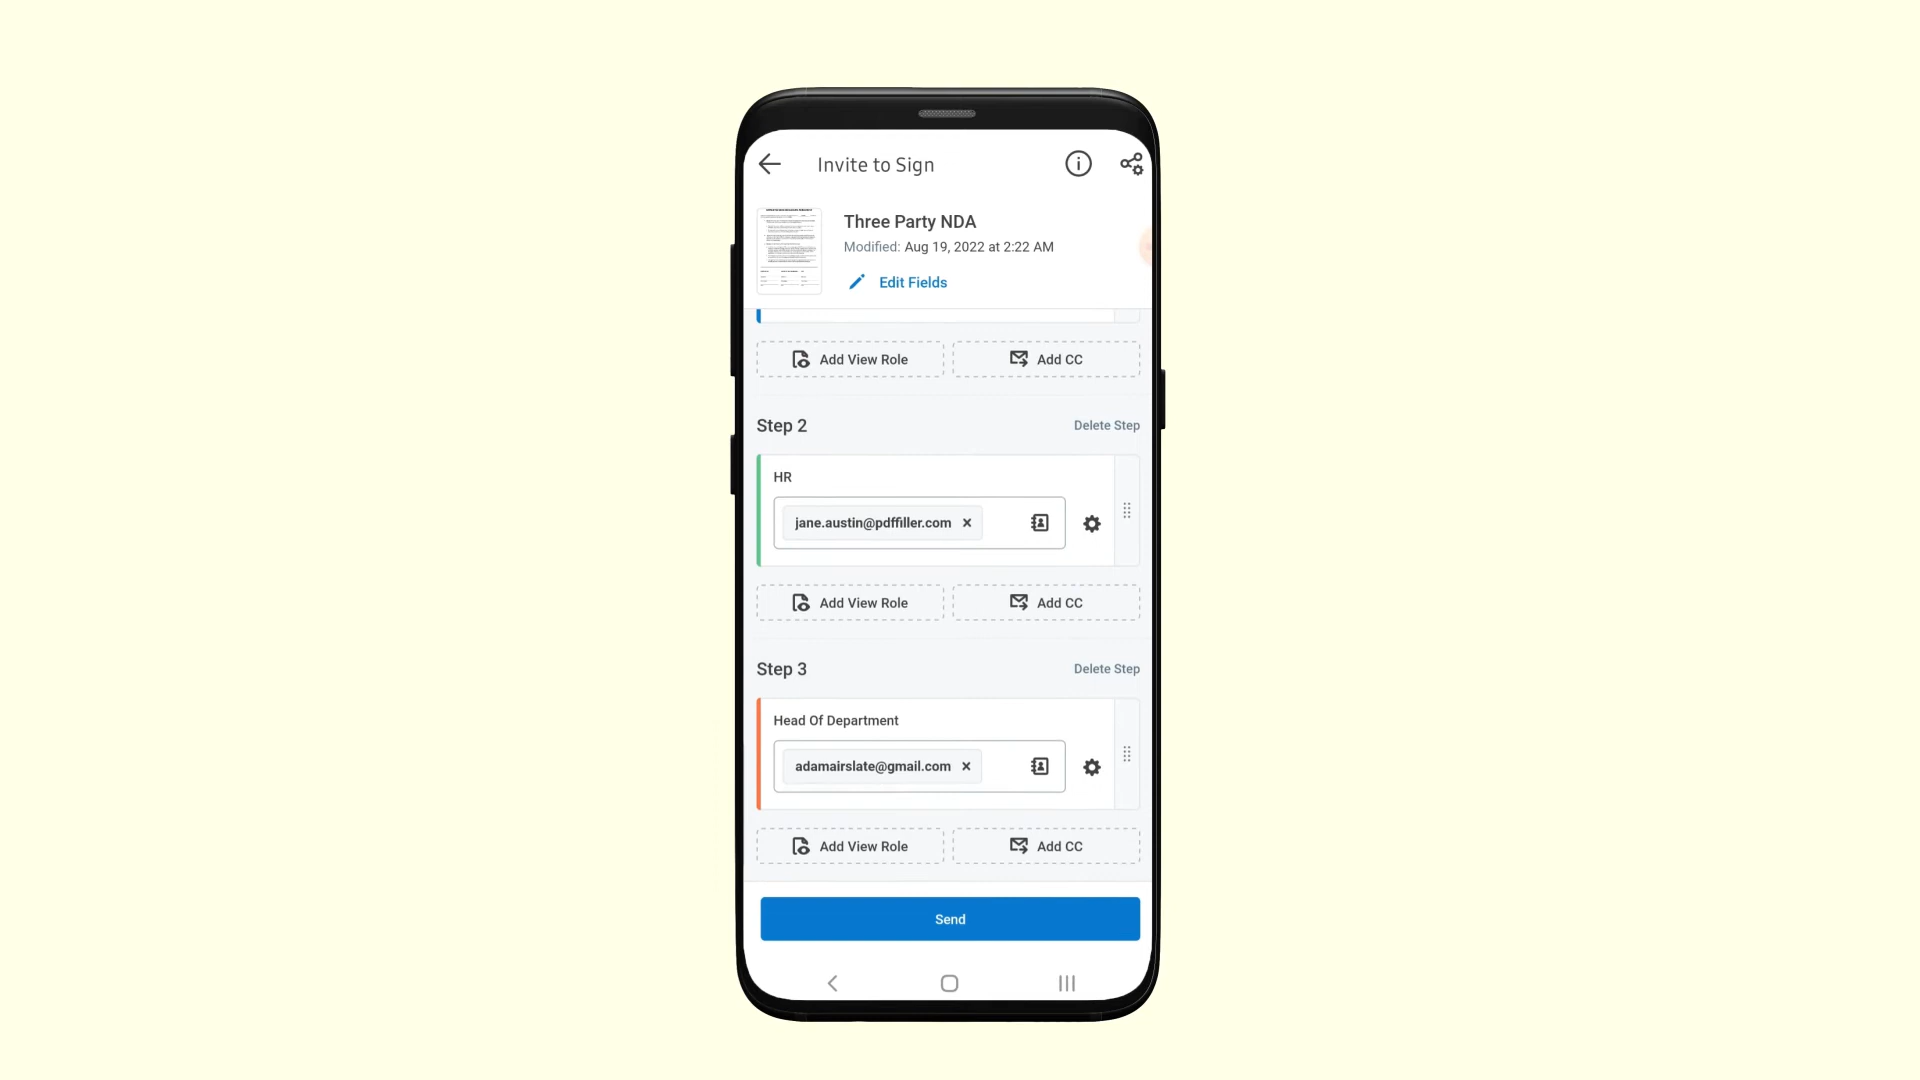 Invite to Sign
Three Party NDA
Modified: Aug 19, 2022 at 2:22 AM
Edit Fields
Add View Role
Add CC
Step 2
Delete Step
HR
jane.austin@pdffiller.com
Add View Role
Add CC
Step 3
Delete Step
Head Of Department
adamairslate@gmail.com
Add View Role
Add CC
Send